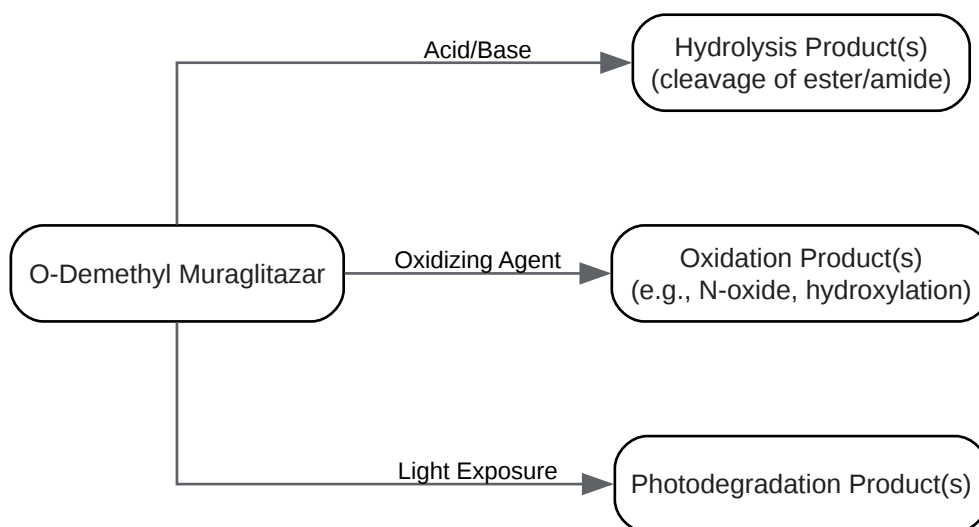 Acid/Base
Hydrolysis Product(s)
(cleavage of ester/amide)
O-Demethyl Muraglitazar
Oxidizing Agent
Oxidation Product(s)
(e.g., N-oxide, hydroxylation)
Light Exposure
Photodegradation Product(s)